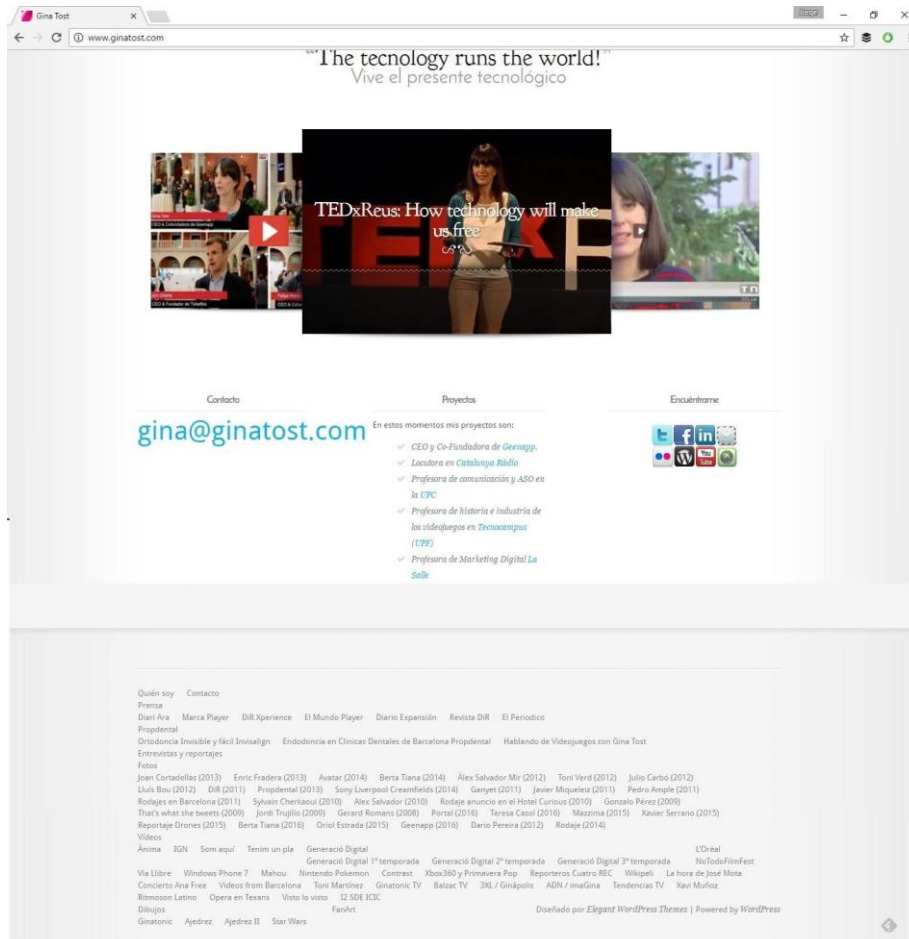 Gina Tost
Jorge
www.ginatost.com
"The tecnology runs the world!"
Vive el presente tecnológico
Gina Tost
CEO & Cofundadora de Geenapp
CEO & Fundador de
TEDxReus: How technology will make
us free
Contacto
gina@ginatost.com
Proyectos
En estos momentos mis proyectos son:
CEO y Co-Fundadora de Geenapp.
Locutora en Catalunya Ràdio
Profesora de comunicación y ASO en
la UPC
Profesora de historia e industria de
los videojuegos en Tecnocampus
(UPF)
Profesora de Marketing Digital La
Salle
Encuéntrame
You
Tube
Quién soy Contacto
Prensa
Diari Ara Marca Player DiR Xperience El Mundo Player Diario Expansión Revista DiR El Periodico
Propdental
Ortodoncia Invisible y fácil Invisalign Endodoncia en Clinicas Dentales de Barcelona Propdental Hablando de Videojuegos con Gina Tost
Entrevistas y reportajes
Fotos
Joan Cortadellas (2013) Enric Fradera (2013) Avatar (2014) Berta Tiana (2014) Álex Salvador Mir (2012) Toni Verd (2012) Julio Carbó (2012)
Lluís Bou (2012) DiR (2011) Propdental (2013) Sony Liverpool Creamfields (2014) Ganyet (2011) Javier Miqueleiz (2011) Pedro Ample (2011)
Rodajes en Barcelona (2011) Sylvain Cherkaoui (2010) Alex Salvador (2010) Rodaje anuncio en el Hotel Curious (2010) Gonzalo Pérez (2009)
That's what she tweets (2009) Jordi Trujillo (2009) Gerard Romans (2008) Portal (2016) Teresa Casol (2016) Mazzima (2015) Xavier Serrano (2015)
Reportaje Drones (2015) Berta Tiana (2016) Oriol Estrada (2015) Geenapp (2016) Dario Pereira (2012) Rodaje (2014)
Vídeos
Ànima IGN Som aquí Tenim un pla Generació Digital L'Oréal
Generació Digital 1ª temporada Generació Digital 2ª temporada Generació Digital 3ª temporada NoTodoFilmFest
Via Llibre Windows Phone 7 Mahou Nintendo Pokemon Contrast Xbox360 y Primavera Pop Reporteros Cuatro REC Wikipeli La hora de José Mota
Concierto Ana Free Videos from Barcelona Toni Martínez Ginatonic TV Balzac TV 3XL / Ginàpolis ADN / imaGina Tendencias TV Xavi Muñoz
Ritmoson Latino Opera en Texans Visto lo visto I2 SDE ICIC
Dibujos FanArt Diseñado por Elegant WordPress Themes | Powered by WordPress
Ginatonic Ajedrez Ajedrez II Star Wars